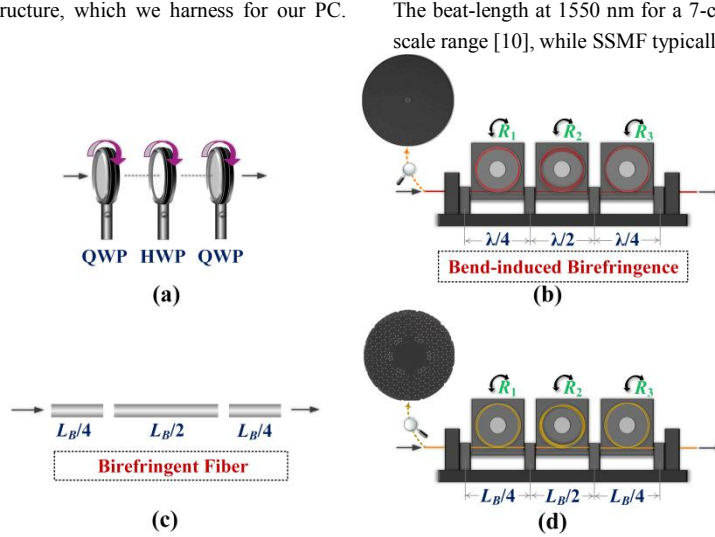 ructure, which we harness for our PC.
The beat-length at 1550 nm for a 7-c
scale range [10], while SSMF typicall
QWP HWP QWP
(a)
R1 R2 R3
λ/4 λ/2 λ/4
Bend-induced Birefringence
(b)
LB/4 LB/2 LB/4
Birefringent Fiber
(c)
R1 R2 R3
LB/4 LB/2 LB/4
(d)